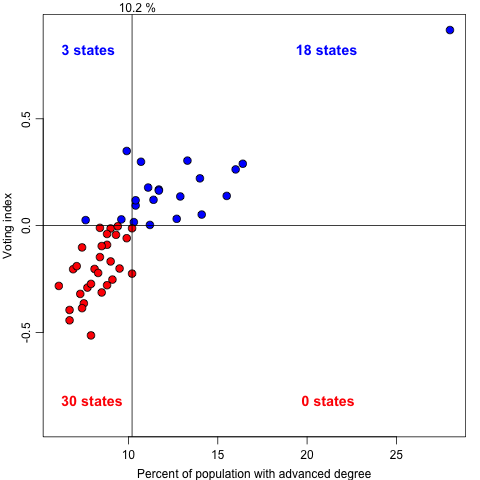 10.2 %
3 states
18 states
0.5
0.0
-0.5
Voting index
30 states
0 states
10
15
20
25
Percent of population with advanced degree